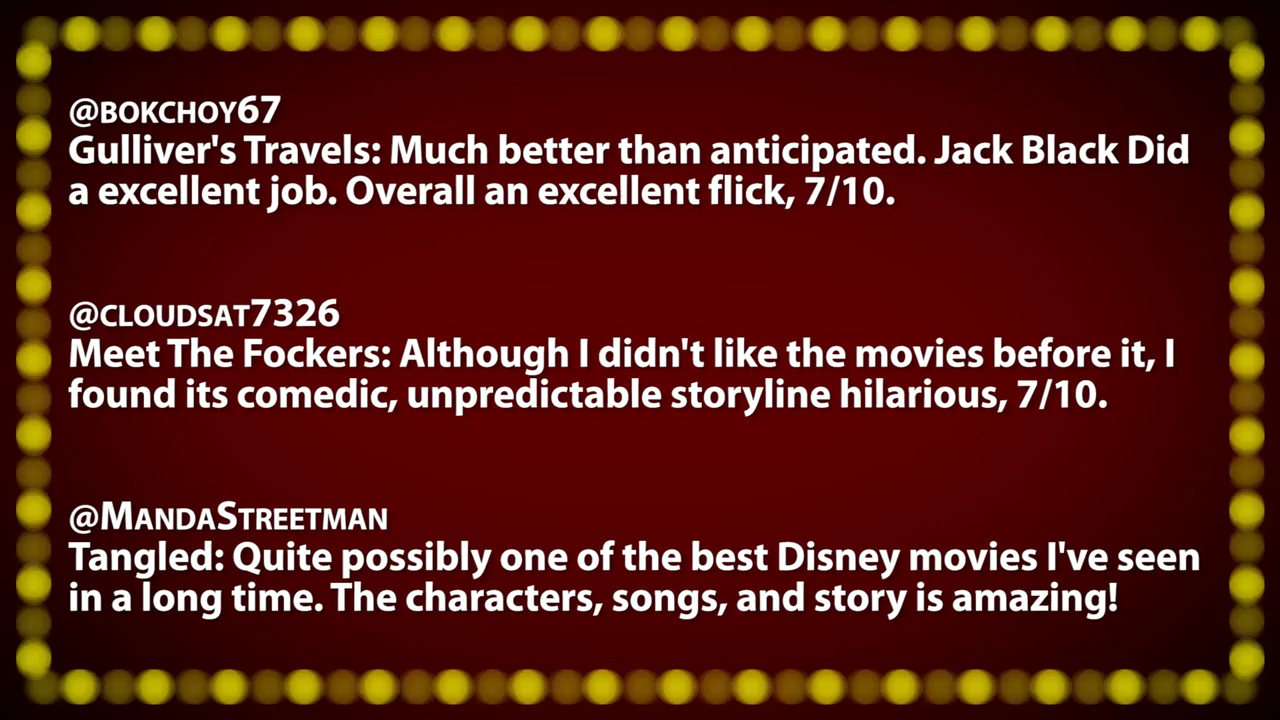 @BOKCHOY67
Gulliver's Travels: Much better than anticipated. Jack Black Did
a excellent job. Overall an excellent flick, 7/10.
@CLOUDSAT7326
Meet The Fockers: Although I didn't like the movies before it, I
found its comedic, unpredictable storyline hilarious, 7/10.
@MANDASTREETMAN
Tangled: Quite possibly one of the best Disney movies I've seen
in a long time. The characters, songs, and story is amazing!